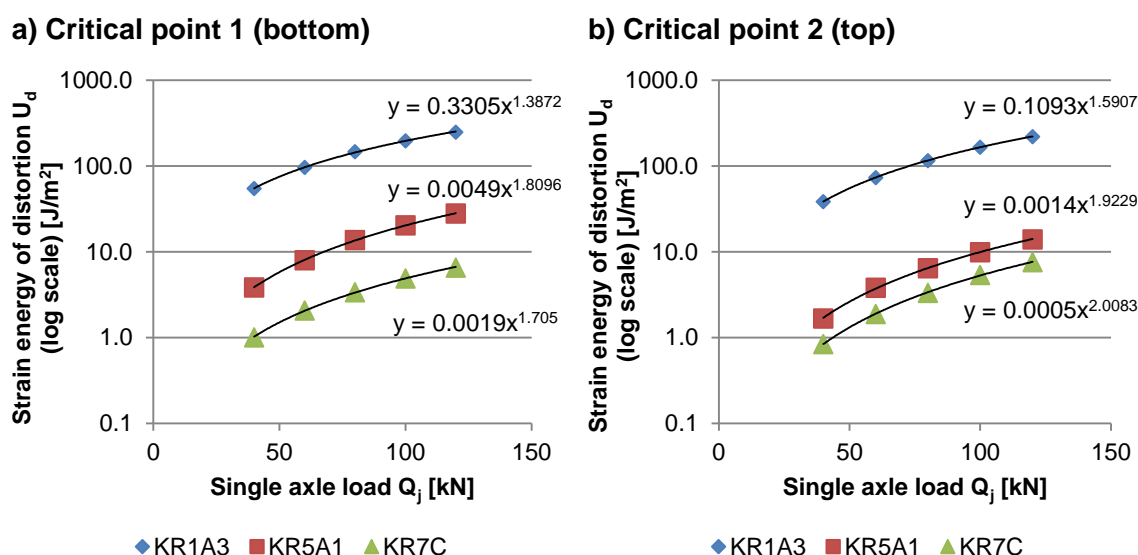 a) Critical point 1 (bottom)
Strain energy of distortion U_d
(log scale) [J/m²]
1000.0
100.0
10.0
1.0
0.1
y = 0.3305x^1.3872
y = 0.0049x^1.8096
y = 0.0019x^1.705
0 50 100 150
Single axle load Q_j [kN]
KR1A3 KR5A1 KR7C
b) Critical point 2 (top)
Strain energy of distortion U_d
(log scale) [J/m²]
1000.0
100.0
10.0
1.0
0.1
y = 0.1093x^1.5907
y = 0.0014x^1.9229
y = 0.0005x^2.0083
0 50 100 150
Single axle load Q_j [kN]
KR1A3 KR5A1 KR7C